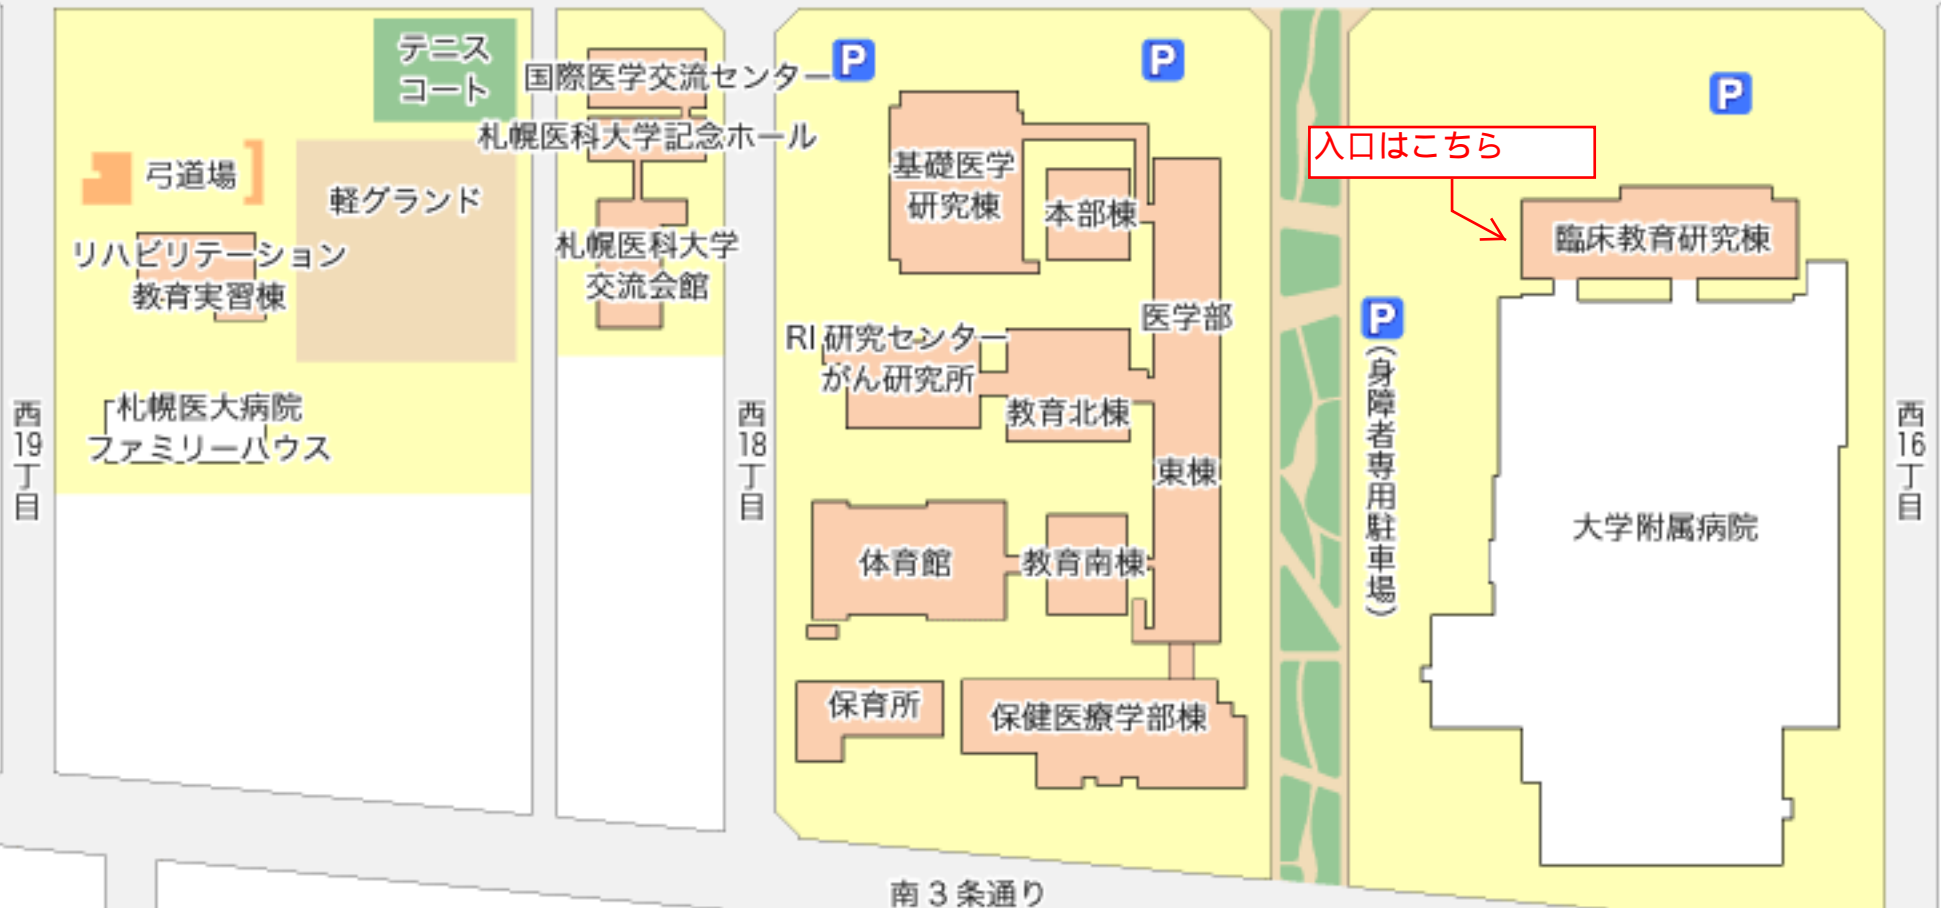 テニス
コート
国際医学交流センター
P
P
P
札幌医科大学記念ホール
入口はこちら
弓道場
軽グランド
基礎医学
研究棟
本部棟
臨床教育研究棟
リハビリテーション
教育実習棟
札幌医科大学
交流会館
医学部
P
(身障者専用駐車場)
RI 研究センター
がん研究所
教育北棟
札幌医大病院
ファミリーハウス
西19丁目
西18丁目
東棟
西16丁目
大学附属病院
体育館
教育南棟
保育所
保健医療学部棟
南3条通り